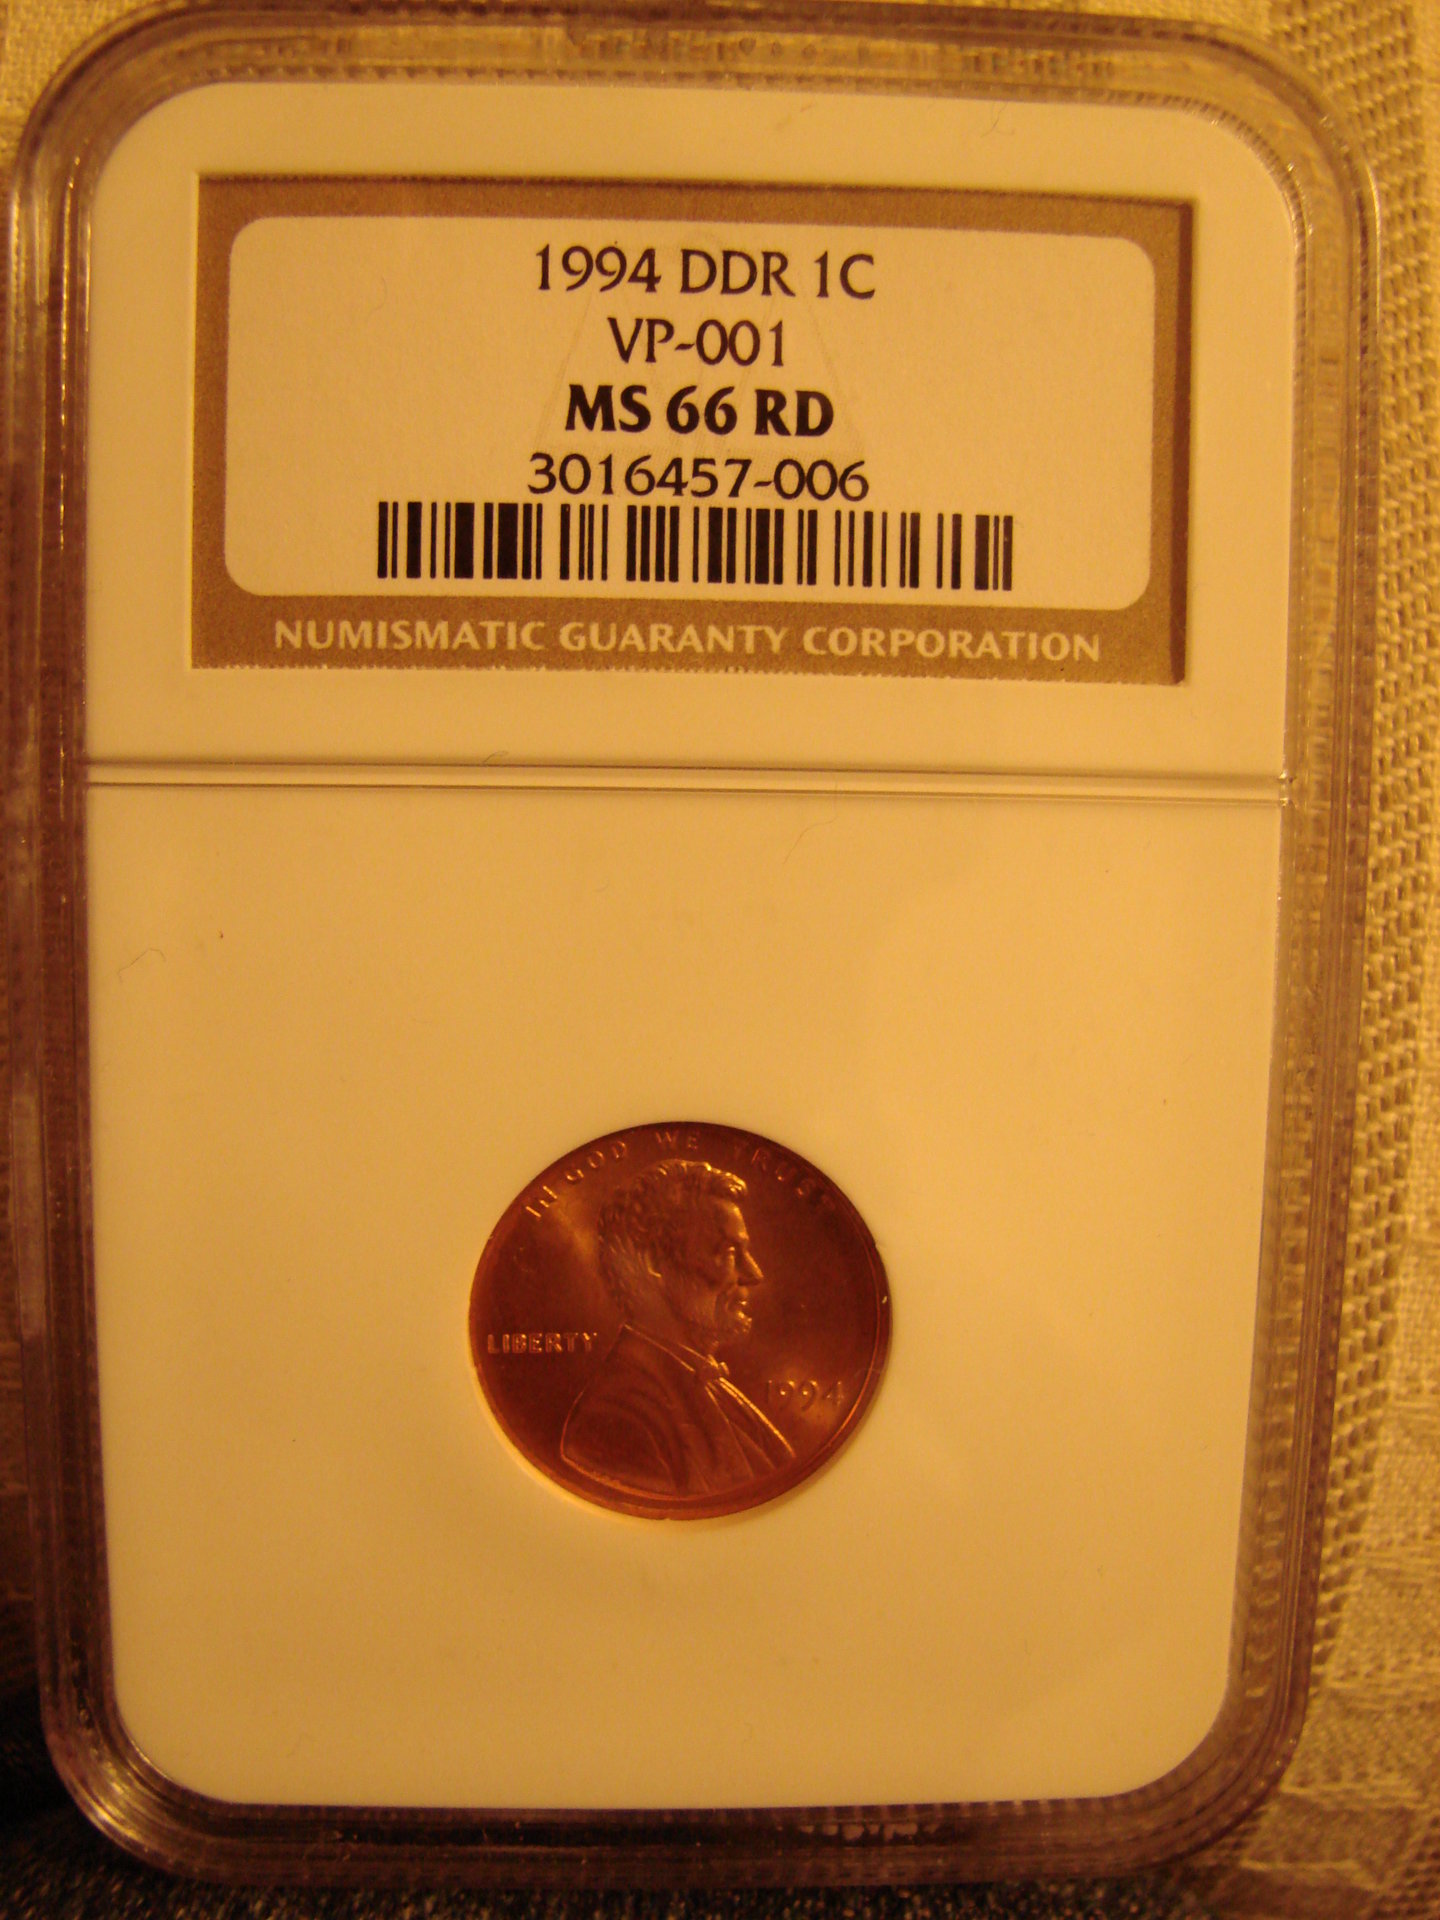 1994 DDR 1C
VP-001
MS 66 RD
3016457-006
NUMISMATIC GUARANTY CORPORATION
IN GOD WE TRUST
LIBERTY
1994